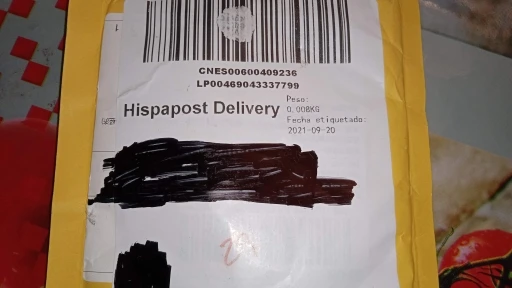 CNES00600409236
LP00469043337799
Hispapost Delivery
Peso:
0.008KG
Fecha etiquetado:
2021-09-20